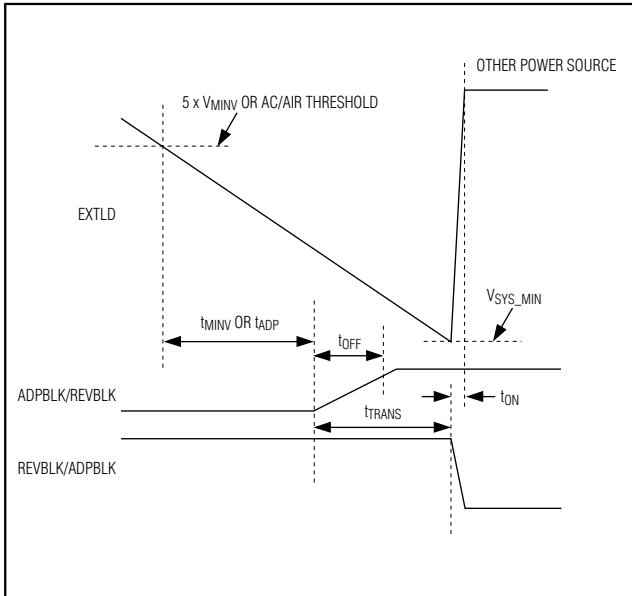 OTHER POWER SOURCE
5 x VMINV OR AC/AIR THRESHOLD
EXTLD
VSYS_MIN
tMINV OR tADP
tOFF
ADPBLK/REVBLK
tON
tTRANS
REVBLK/ADPBLK